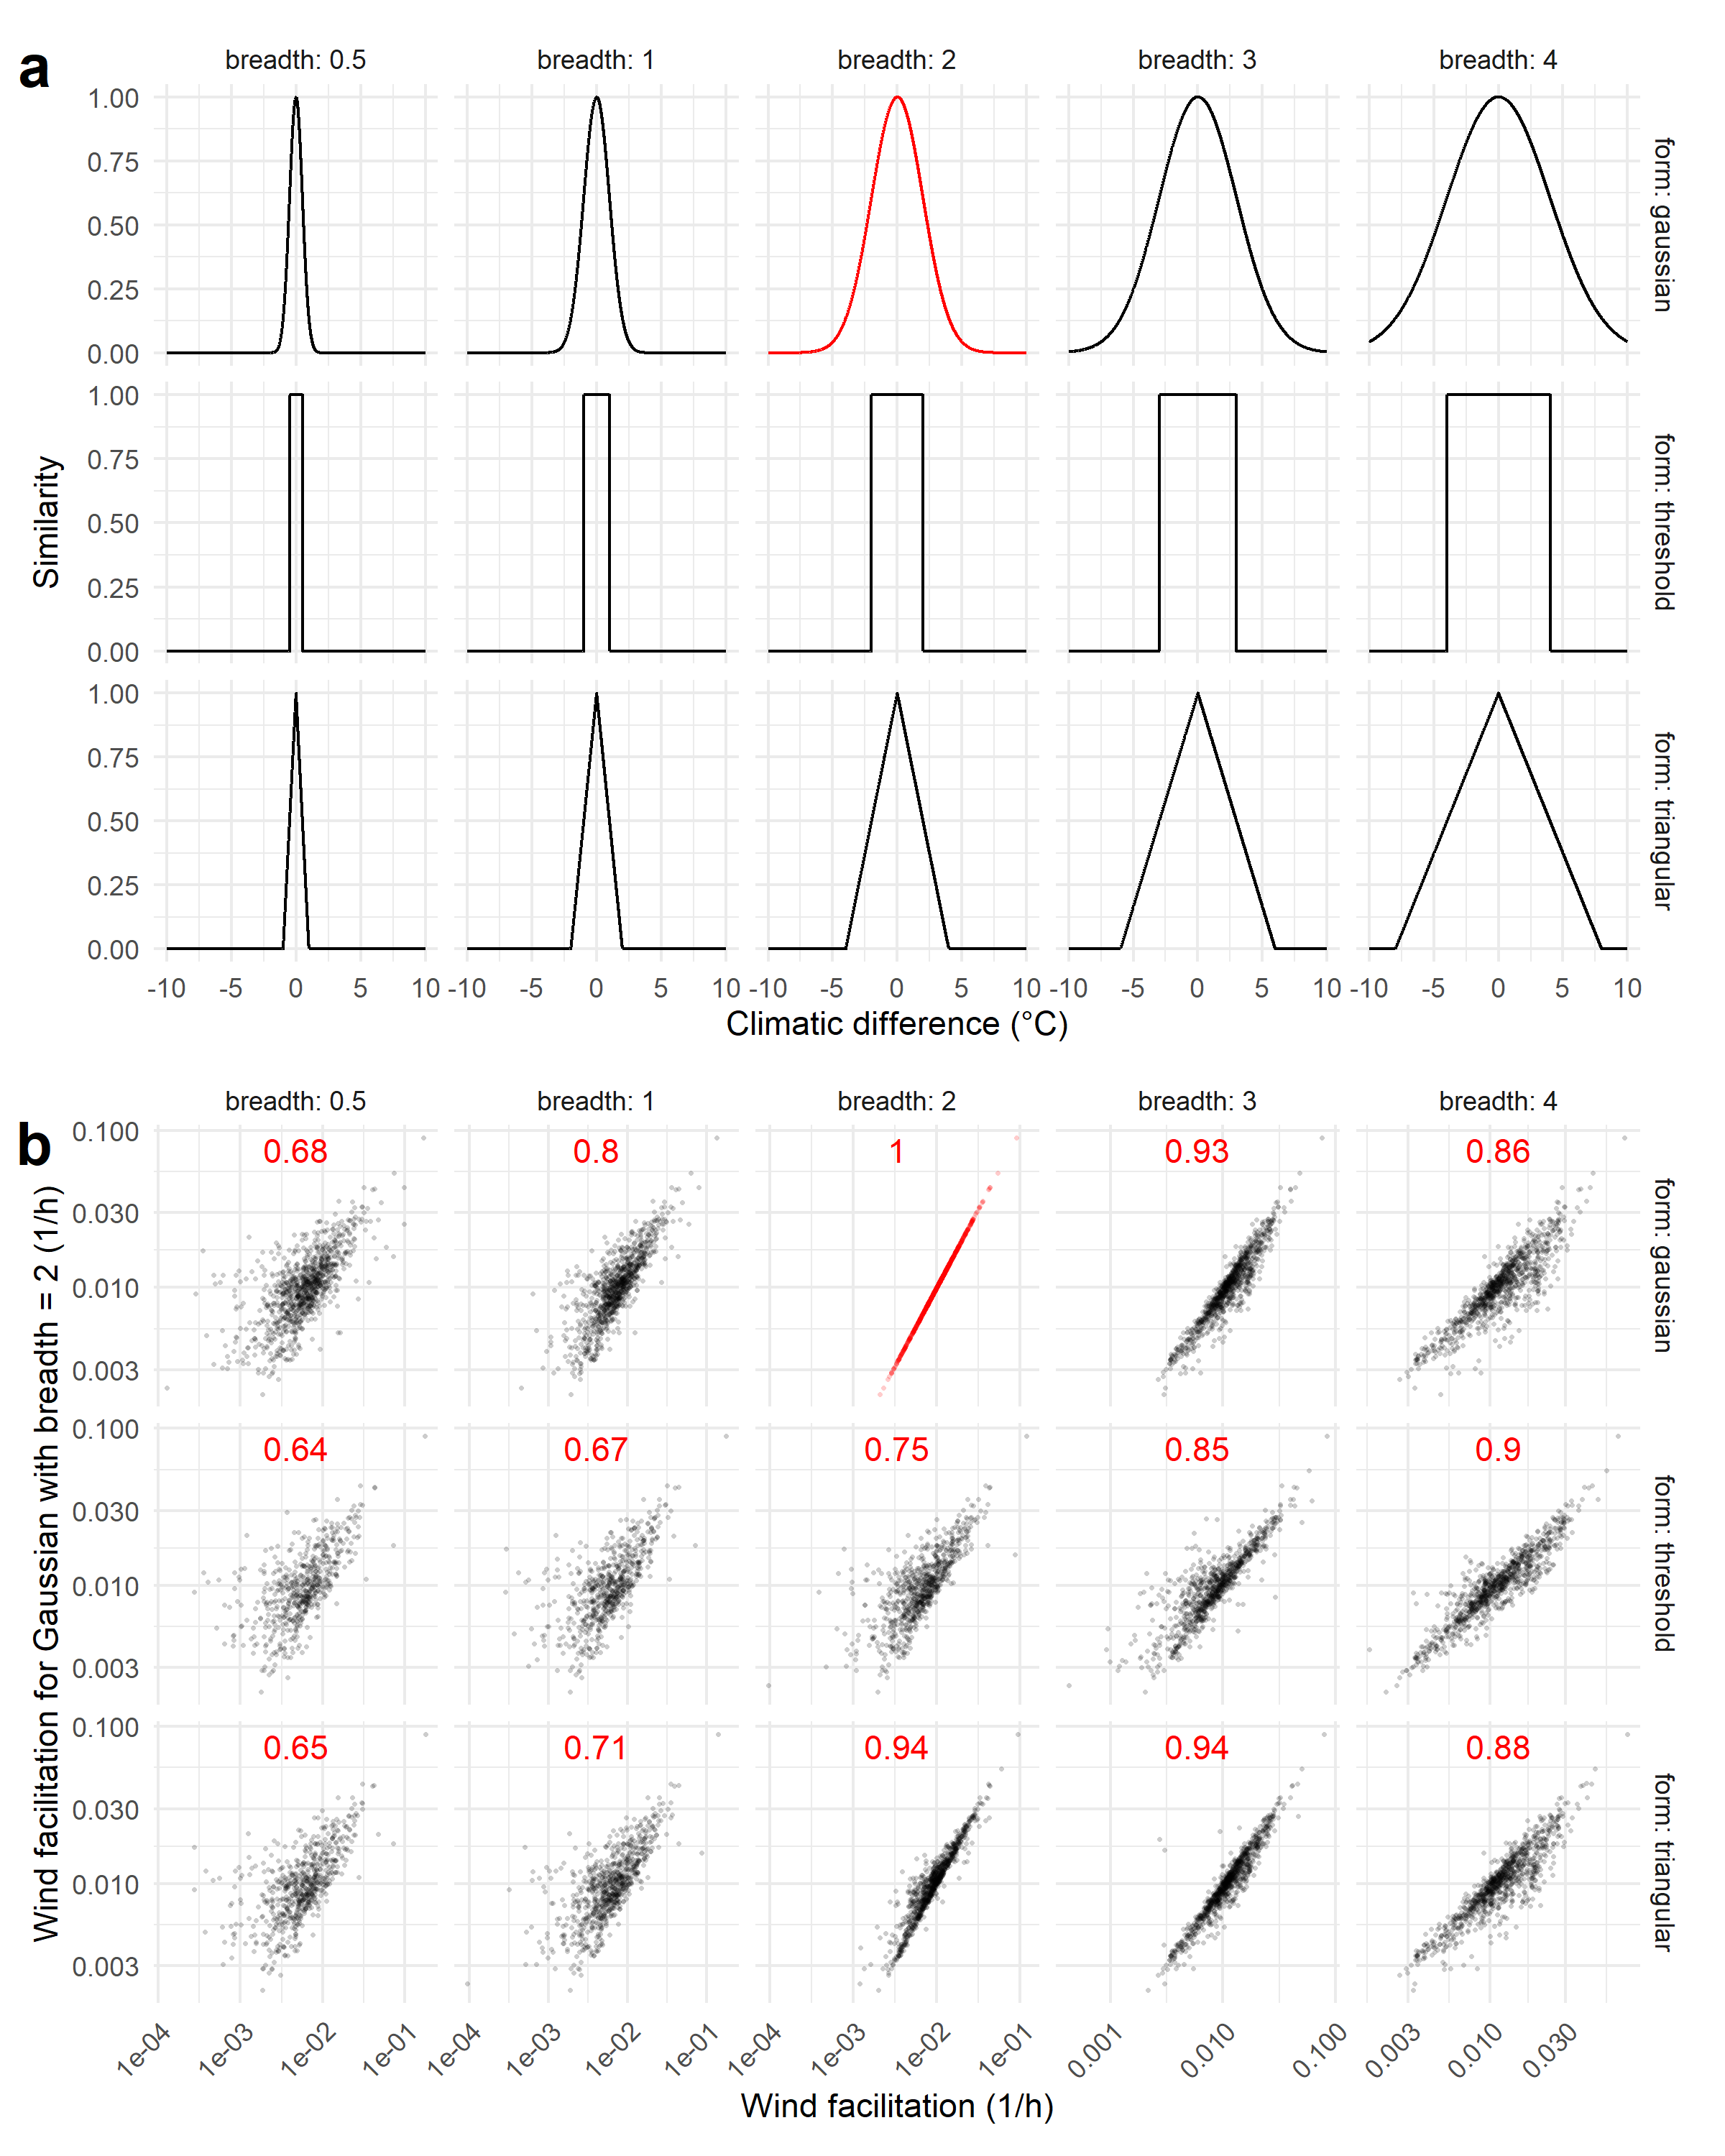 a
breadth: 0.5 breadth: 1 breadth: 2 breadth: 3 breadth: 4
1.00
0.75
0.50
0.25
0.00
form: gaussian
1.00
0.75
0.50
0.25
0.00
form: threshold
Similarity
1.00
0.75
0.50
0.25
0.00
form: triangular
-10 -5 0 5 10 -10 -5 0 5 10 -10 -5 0 5 10 -10 -5 0 5 10 -10 -5 0 5 10
Climatic difference (°C)
b
breadth: 0.5 breadth: 1 breadth: 2 breadth: 3 breadth: 4
0.100
0.030
0.010
0.003
0.68 0.8 1 0.93 0.86
form: gaussian
0.100
0.030
0.010
0.003
0.64 0.67 0.75 0.85 0.9
form: threshold
Wind facilitation for Gaussian with breadth = 2 (1/h)
0.100
0.030
0.010
0.003
0.65 0.71 0.94 0.94 0.88
form: triangular
1e-04 1e-03 1e-02 1e-01 1e-04 1e-03 1e-02 1e-01 1e-04 1e-03 1e-02 1e-01 0.001 0.010 0.100 0.003 0.010 0.030
Wind facilitation (1/h)